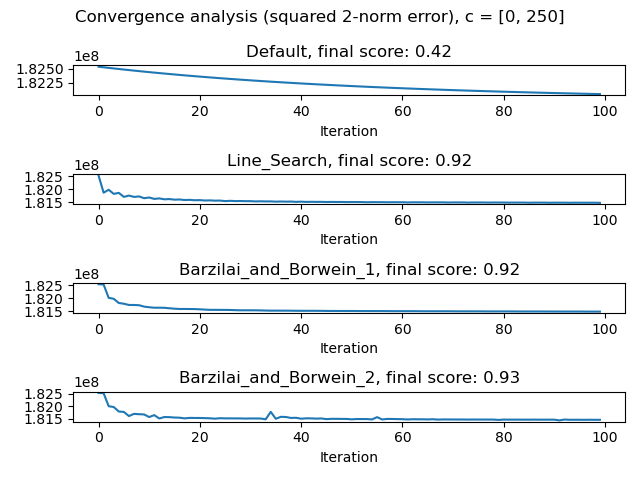 Convergence analysis (squared 2-norm error), c = [0, 250]
Default, final score: 0.42
1e8
1.8250
1.8225
0 20 40 60 80 100
Iteration
Line_Search, final score: 0.92
1e8
1.825
1.820
1.815
0 20 40 60 80 100
Iteration
Barzilai_and_Borwein_1, final score: 0.92
1e8
1.825
1.820
1.815
0 20 40 60 80 100
Iteration
Barzilai_and_Borwein_2, final score: 0.93
1e8
1.825
1.820
1.815
0 20 40 60 80 100
Iteration